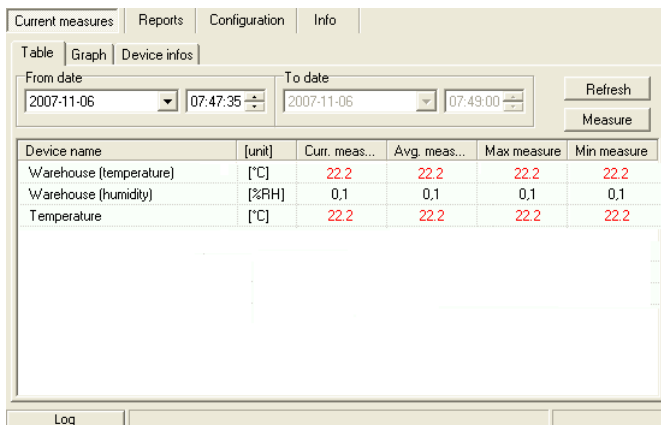 Current measures Reports Configuration Info
Table Graph Device infos
From date To date
2007-11-06 07:47:35 2007-11-06 07:49:00 Refresh
Measure
Device name [unit] Curr. meas... Avg. meas... Max measure Min measure
Warehouse (temperature) [°C] 22.2 22.2 22.2 22.2
Warehouse (humidity) [%RH] 0,1 0,1 0,1 0,1
Temperature [°C] 22.2 22.2 22.2 22.2
Log